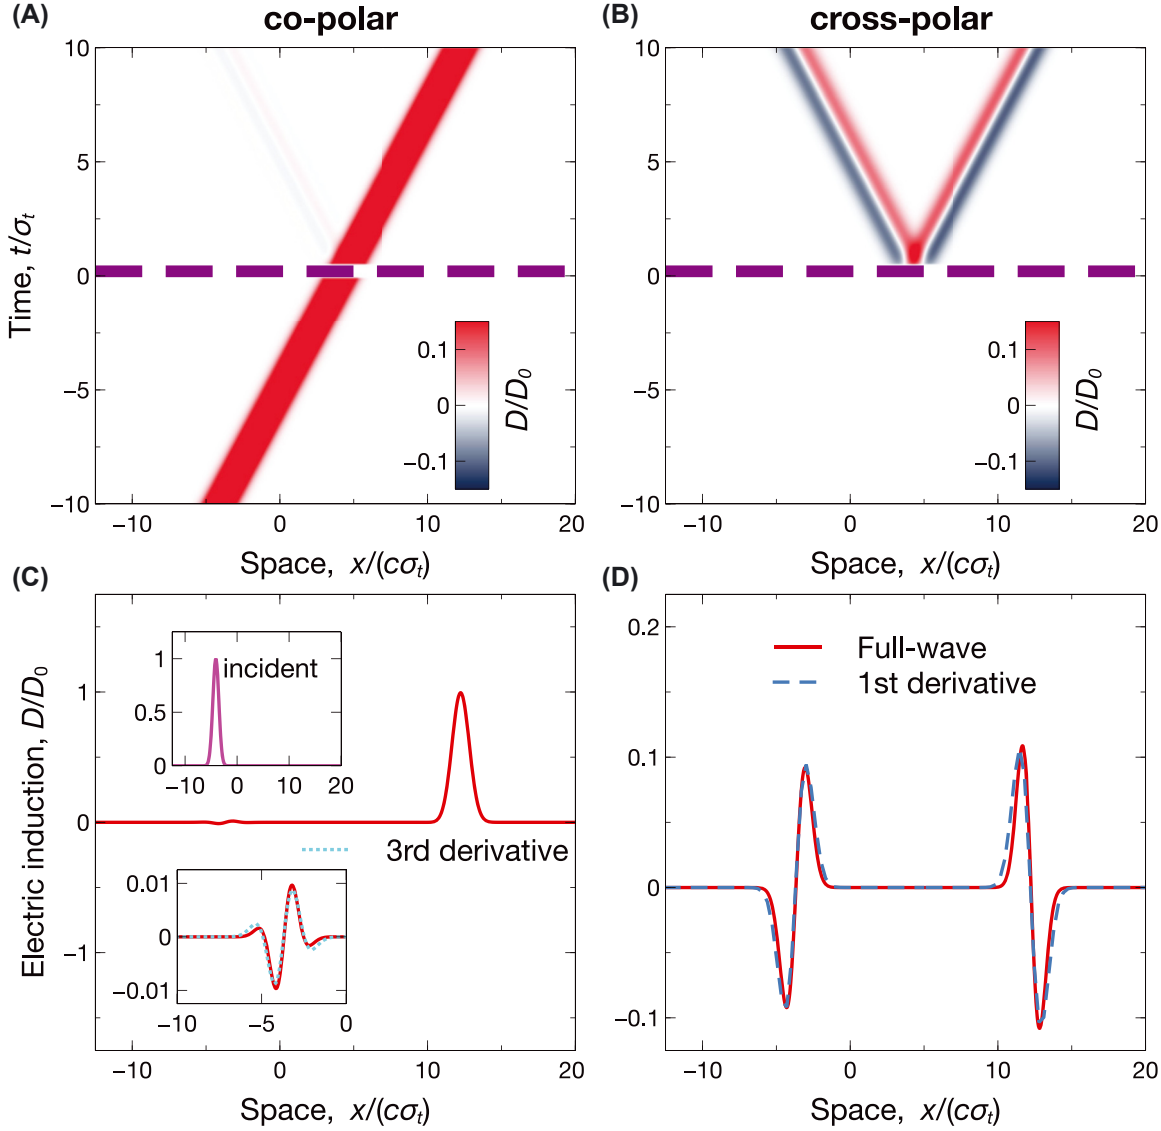 (A)
co-polar
10
5
0
−5
−10
Time, t/σt
0.1
0
−0.1
D/D0
−10
0
10
20
Space, x/(cσt)
(B)
cross-polar
10
5
0
−5
−10
0.1
0
−0.1
D/D0
−10
0
10
20
Space, x/(cσt)
(C)
Electric induction, D/D0
1
0
−1
1
0.5
0
incident
−10
0
10
20
3rd derivative
0.01
0
−0.01
−10
−5
0
−10
0
10
20
Space, x/(cσt)
(D)
0.2
0.1
0
−0.1
Full-wave
1st derivative
−10
0
10
20
Space, x/(cσt)